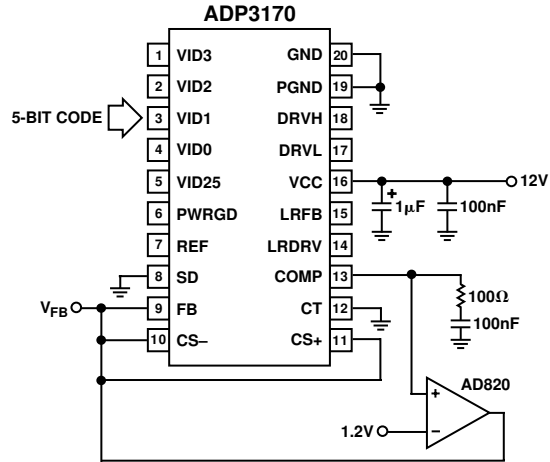 ADP3170
1 VID3 GND 20
2 VID2 PGND 19
5-BIT CODE 3 VID1 DRVH 18
4 VID0 DRVL 17
5 VID25 VCC 16 12V
+ 1μF 100nF
6 PWRGD LRFB 15
7 REF LRDRV 14
8 SD COMP 13
100Ω
VFB 9 FB CT 12
100nF
10 CS– CS+ 11
AD820
+
1.2V –